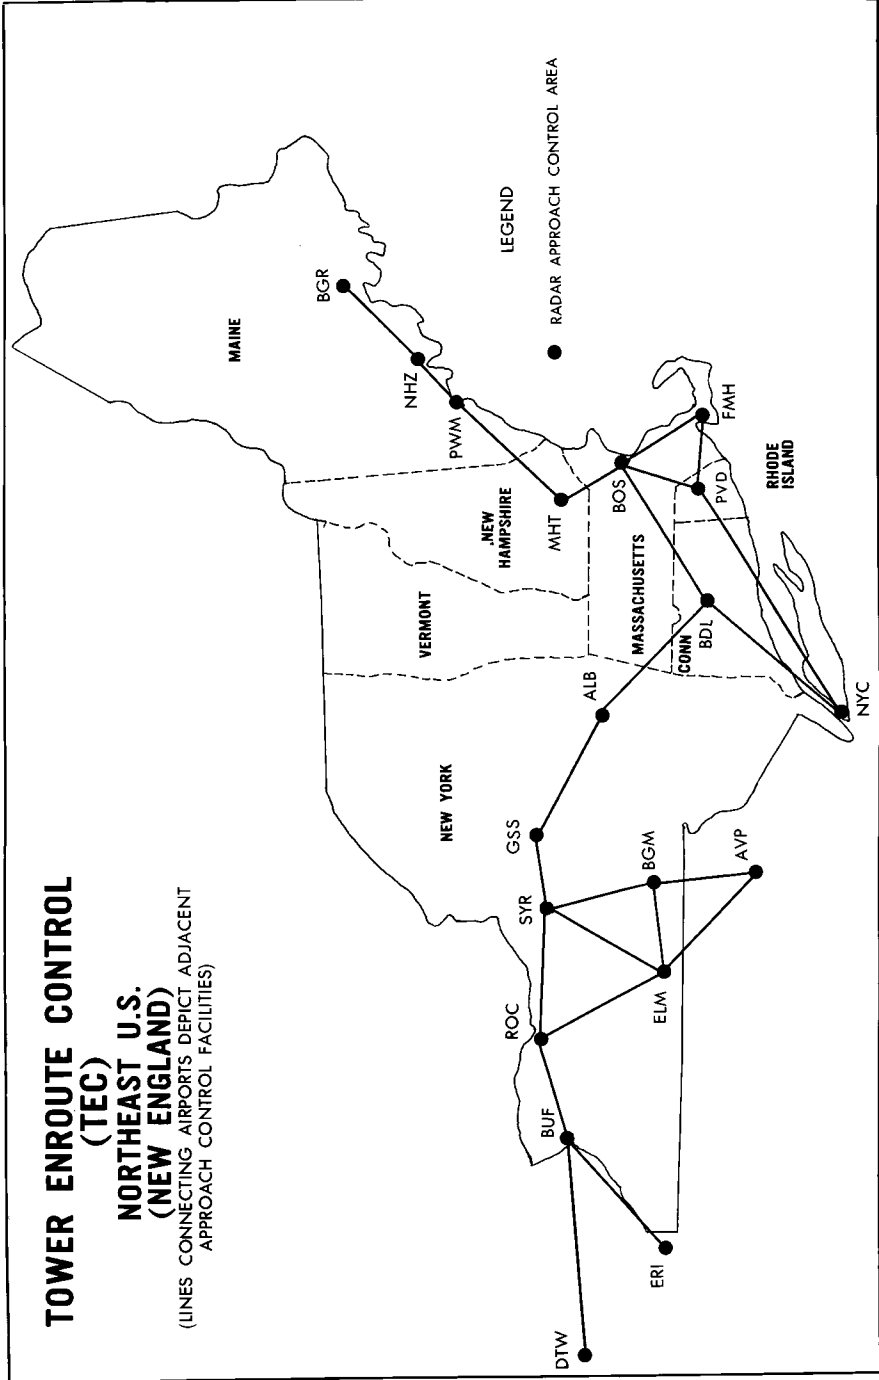 TOWER ENROUTE CONTROL
(TEC)
NORTHEAST U.S.
(NEW ENGLAND)
(LINES CONNECTING AIRPORTS DEPICT ADJACENT
APPROACH CONTROL FACILITIES)
MAINE
BGR
NHZ
PWM
LEGEND
RADAR APPROACH CONTROL AREA
VERMONT
NEW
HAMPSHIRE
MHT
BOS
FMH
PVD
RHODE
ISLAND
MASSACHUSETTS
CONN
BDL
NEW YORK
ALB
NYC
GSS
SYR
BGM
AVP
ROC
ELM
BUF
ERI
DTW